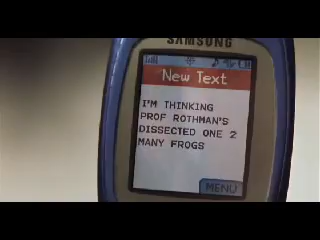 SAMSUNG
New Text
I'M THINKING
PROF ROTHMAN'S
DISSECTED ONE 2
MANY FROGS
MENU